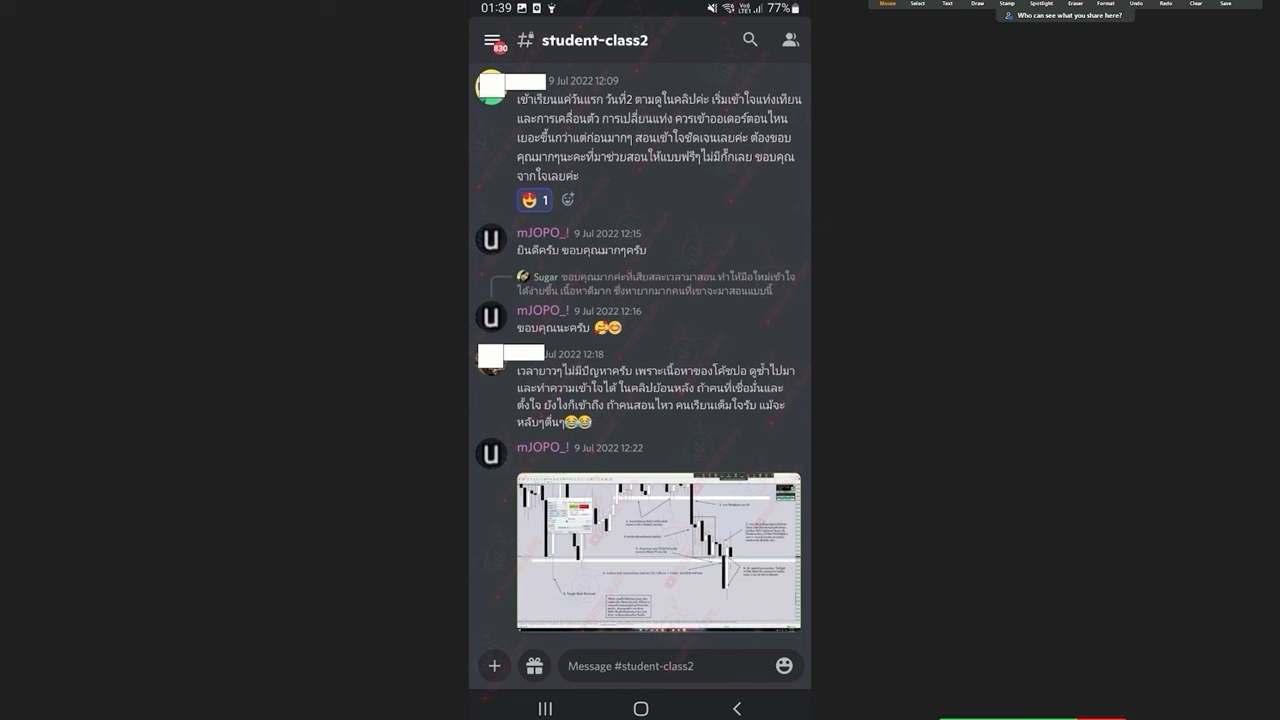 Mouse Select Text Draw Stamp Spotlight Eraser Format Undo Redo Clear Save
Who can see what you share here?
01:39 77%
830 student-class2
9 Jul 2022 12:09
เข้าเรียนแค่วันแรก วันที่2 ตามดูในคลิปค่ะ เริ่มเข้าใจแท่งเทียน
และการเคลื่อนตัว การเปลี่ยนแท่ง ควรเข้าออเดอร์ตอนไหน
เยอะขึ้นกว่าแต่ก่อนมากๆ สอนเข้าใจชัดเจนเลยค่ะ ต้องขอบ
คุณมากๆนะคะที่มาช่วยสอนให้แบบฟรีๆไม่มีกั๊กเลย ขอบคุณ
จากใจเลยค่ะ
😍 1
mJOPO_! 9 Jul 2022 12:15
ยินดีครับ ขอบคุณมากๆครับ
Sugar ขอบคุณมากค่ะที่เสียสละเวลามาสอน ทำให้มือใหม่เข้าใจ
ได้ง่ายขึ้น เนื้อหาดีมาก ซึ่งหายากมากคนที่เขาจะมาสอนแบบนี้
mJOPO_! 9 Jul 2022 12:16
ขอบคุณนะครับ 🥰😊
Jul 2022 12:18
เวลายาวๆไม่มีปัญหาครับ เพราะเนื้อหาของโค้ชปอ ดูซ้ำไปมา
และทำความเข้าใจได้ ในคลิปย้อนหลัง ถ้าคนที่เชื่อมั่นและ
ตั้งใจ ยังไงก็เข้าถึง ถ้าคนสอนไหว คนเรียนเต็มใจรับ แม้จะ
หลับๆตื่นๆ😂😂
mJOPO_! 9 Jul 2022 12:22
Message #student-class2